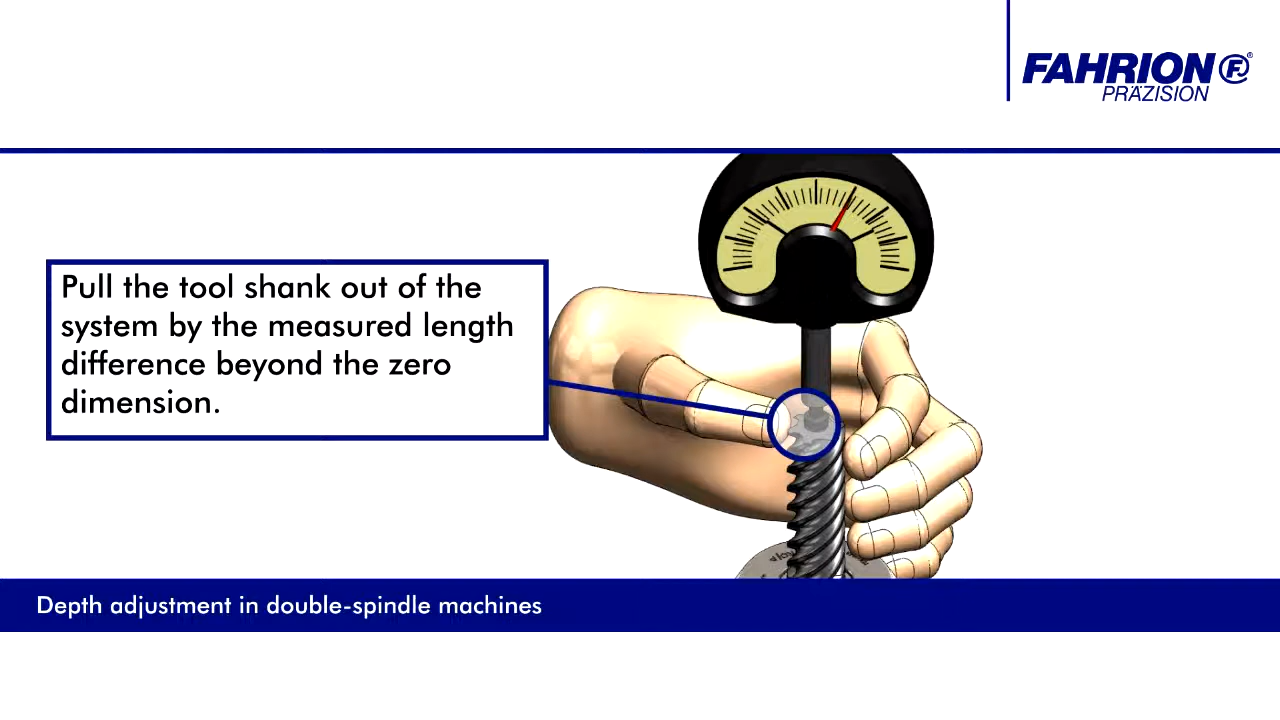 FAHRION
PRÄZISION
Pull the tool shank out of the
system by the measured length
difference beyond the zero
dimension.
Depth adjustment in double-spindle machines